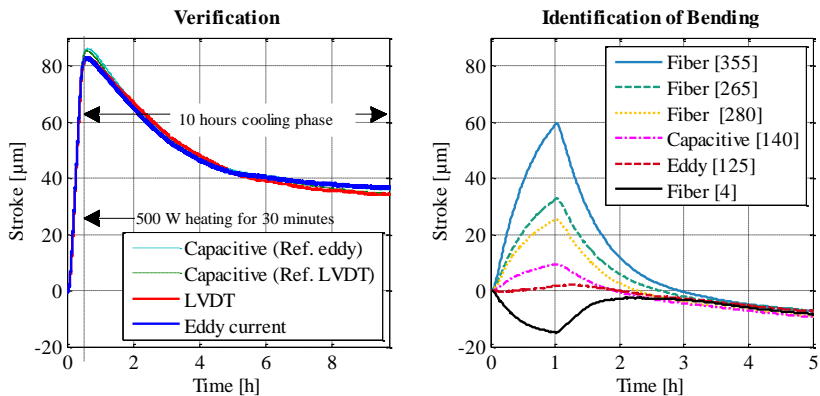 Verification
Stroke [µm]
80
60
40
20
0
-20
10 hours cooling phase
500 W heating for 30 minutes
Capacitive (Ref. eddy)
Capacitive (Ref. LVDT)
LVDT
Eddy current
0 2 4 6 8
Time [h]
Identification of Bending
Stroke [µm]
80
60
40
20
0
-20
Fiber [355]
Fiber [265]
Fiber [280]
Capacitive [140]
Eddy [125]
Fiber [4]
0 1 2 3 4 5
Time [h]